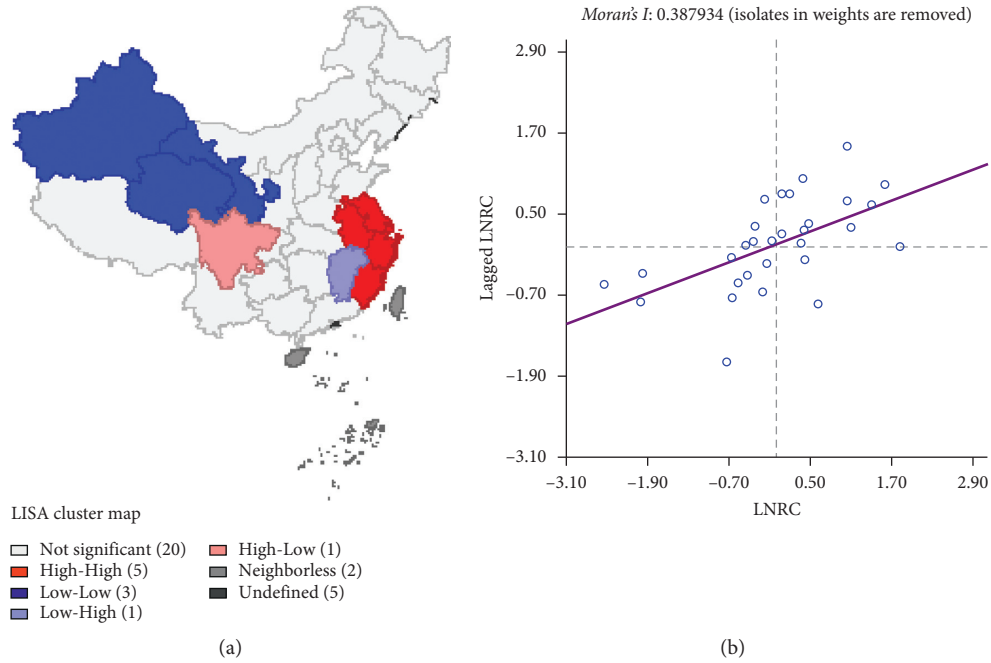 LISA cluster map
Not significant (20)
High-High (5)
Low-Low (3)
Low-High (1)
High-Low (1)
Neighborless (2)
Undefined (5)
(a)
Moran's I: 0.387934 (isolates in weights are removed)
Lagged LNRC
2.90
1.70
0.50
−0.70
−1.90
−3.10
−3.10 −1.90 −0.70 0.50 1.70 2.90
LNRC
(b)